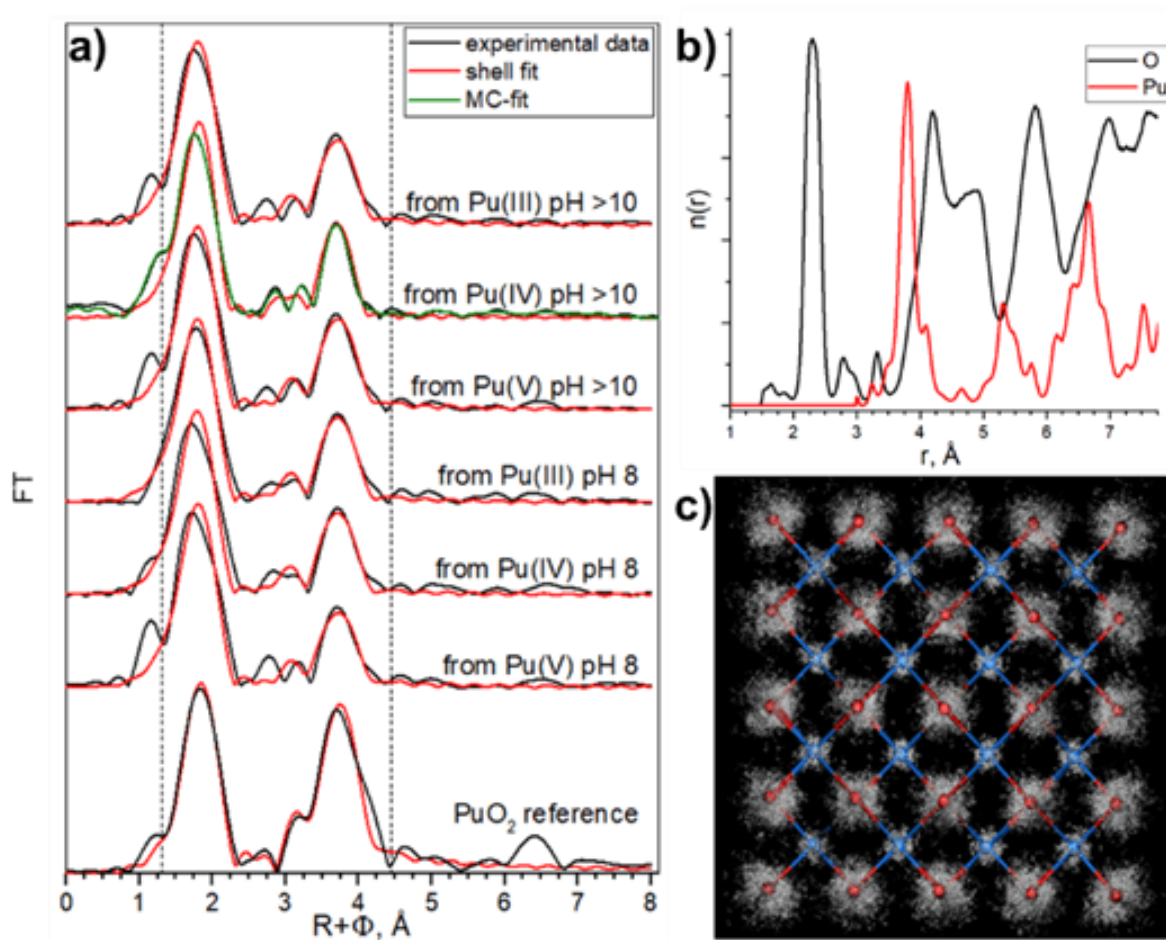 a)
experimental data
shell fit
MC-fit
from Pu(III) pH >10
from Pu(IV) pH >10
from Pu(V) pH >10
from Pu(III) pH 8
from Pu(IV) pH 8
from Pu(V) pH 8
PuO₂ reference
FT
0 1 2 3 4 5 6 7 8
R+Φ, Å
b)
O
Pu
n(r)
1 2 3 4 5 6 7
r, Å
c)